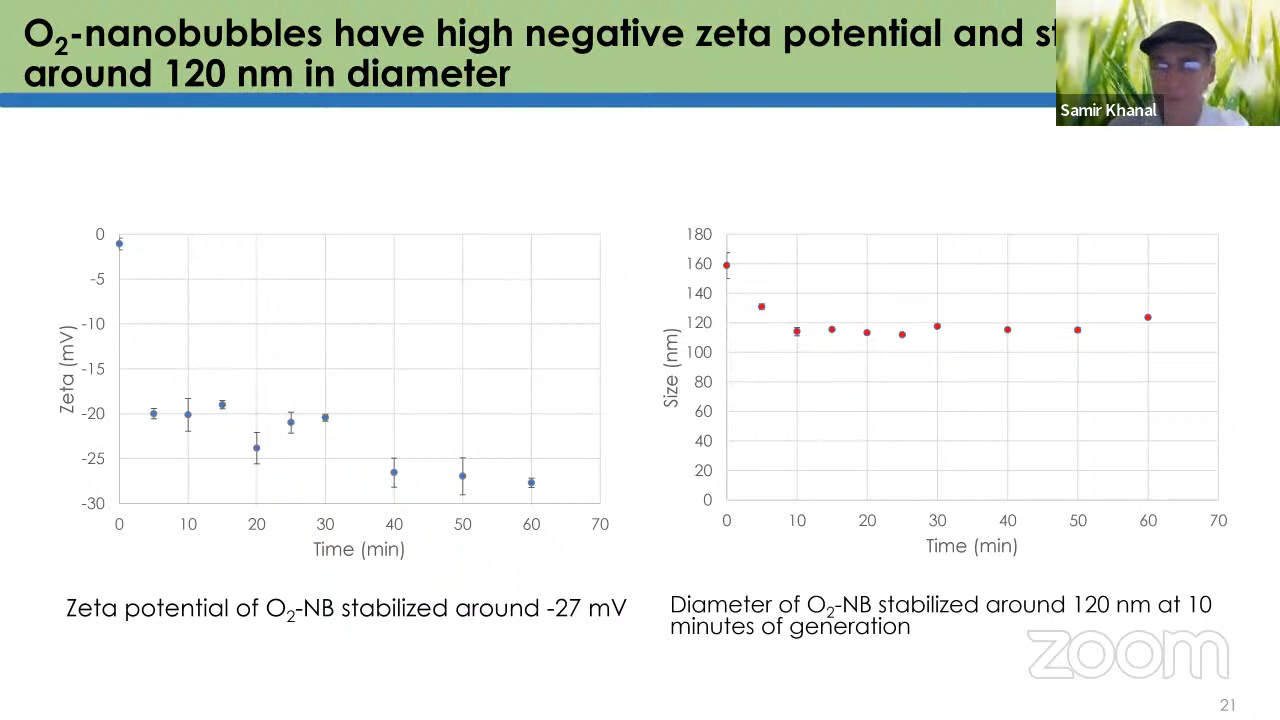 O2-nanobubbles have high negative zeta potential and
around 120 nm in diameter
Samir Khanal
0
-5
-10
-15
-20
-25
-30
Zeta (mV)
0 10 20 30 40 50 60 70
Time (min)
180
160
140
120
100
80
60
40
20
0
Size (nm)
0 10 20 30 40 50 60 70
Time (min)
Zeta potential of O2-NB stabilized around -27 mV
Diameter of O2-NB stabilized around 120 nm at 10
minutes of generation
zoom
21